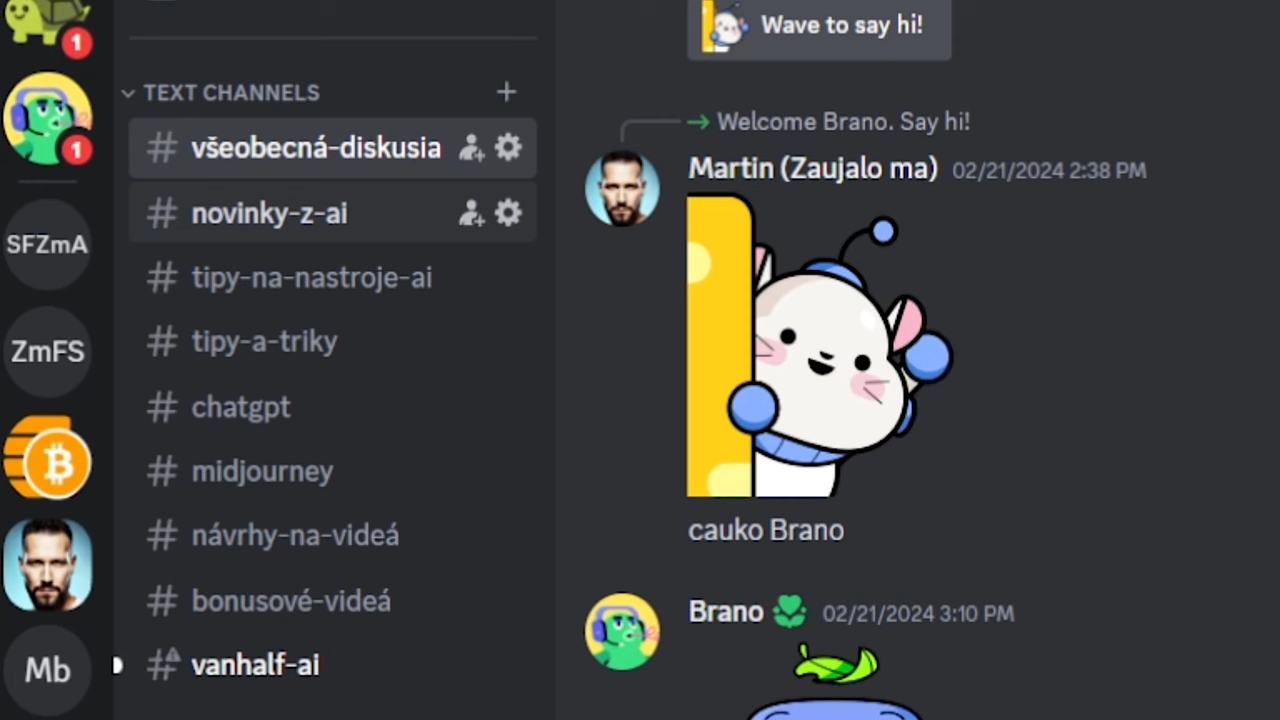 1
1
SFZmA
ZmFS
Mb
TEXT CHANNELS
# všeobecná-diskusia
# novinky-z-ai
# tipy-na-nastroje-ai
# tipy-a-triky
# chatgpt
# midjourney
# návrhy-na-videá
# bonusové-videá
# vanhalf-ai
Wave to say hi!
Welcome Brano. Say hi!
Martin (Zaujalo ma) 02/21/2024 2:38 PM
cauko Brano
Brano 02/21/2024 3:10 PM